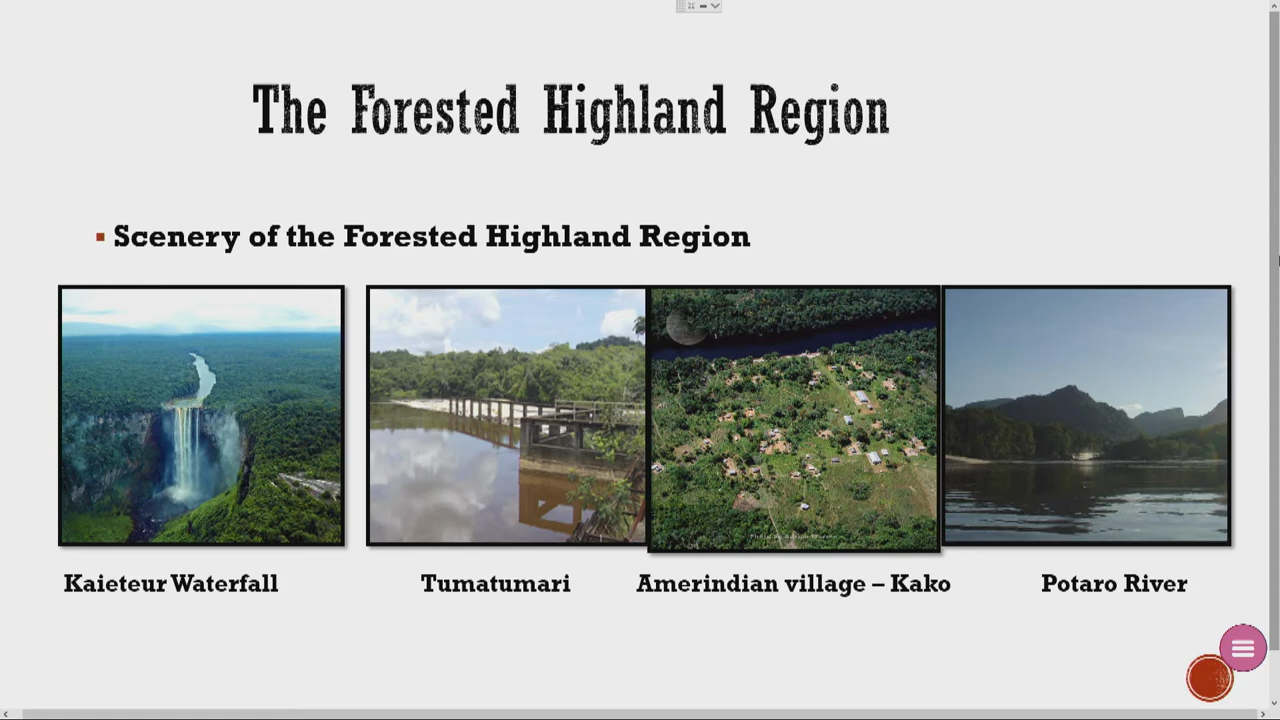 The Forested Highland Region
Scenery of the Forested Highland Region
Kaieteur Waterfall
Tumatumari
Amerindian village – Kako
Potaro River